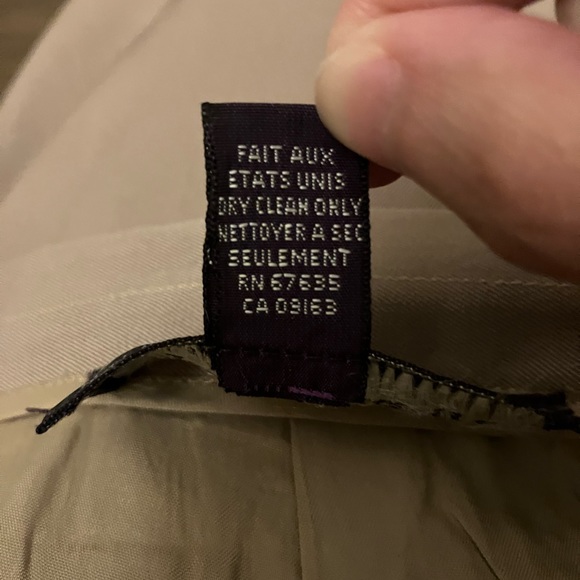 FAIT AUX
ETATS UNIS
DRY CLEAN ONLY
NETTOYER A SEC
SEULEMENT
RN 67635
CA 09163